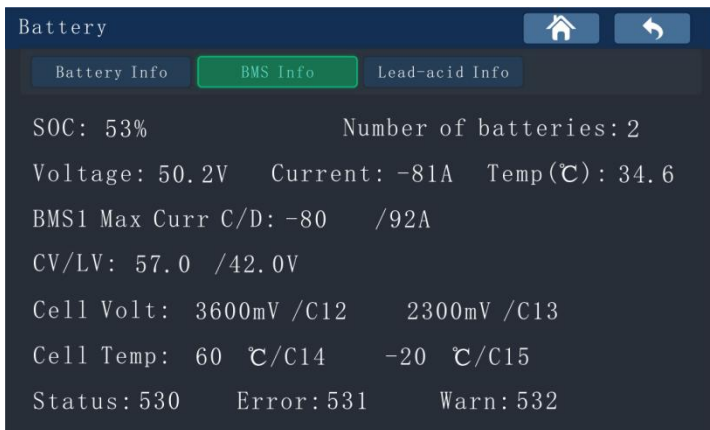 Battery
Battery Info BMS Info Lead-acid Info
SOC: 53% Number of batteries: 2
Voltage: 50.2V Current: -81A Temp(℃): 34.6
BMS1 Max Curr C/D: -80 /92A
CV/LV: 57.0 /42.0V
Cell Volt: 3600mV /C12 2300mV /C13
Cell Temp: 60 ℃/C14 -20 ℃/C15
Status: 530 Error: 531 Warn: 532